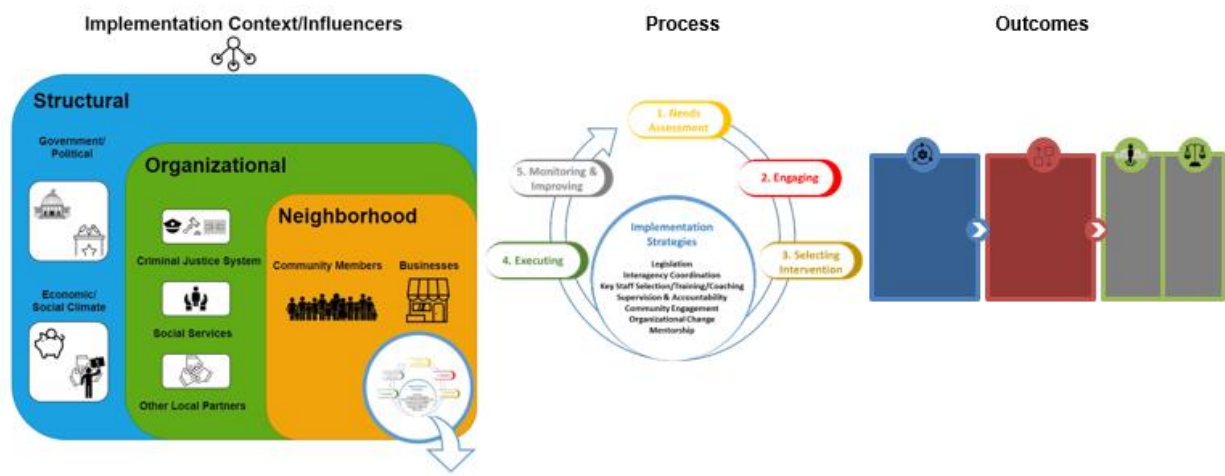 Implementation Context/Influencers
Structural
Government/
Political
Economic/
Social Climate
Organizational
Criminal Justice System
Social Services
Other Local Partners
Neighborhood
Community Members
Businesses
Process
1. Needs
Assessment
2. Engaging
3. Selecting
Intervention
4. Executing
5. Monitoring &
Improving
Implementation
Strategies
Legislation
Interagency Coordination
Key Staff Selection/Training/Coaching
Supervision & Accountability
Community Engagement
Organizational Change
Mentorship
Outcomes